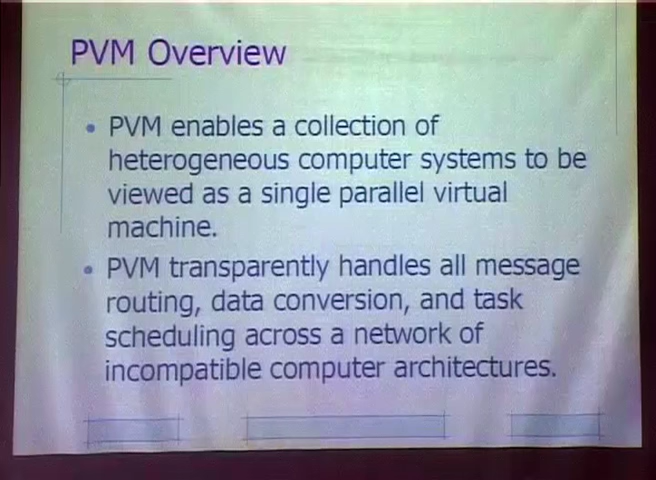 PVM Overview
• PVM enables a collection of
heterogeneous computer systems to be
viewed as a single parallel virtual
machine.
• PVM transparently handles all message
routing, data conversion, and task
scheduling across a network of
incompatible computer architectures.